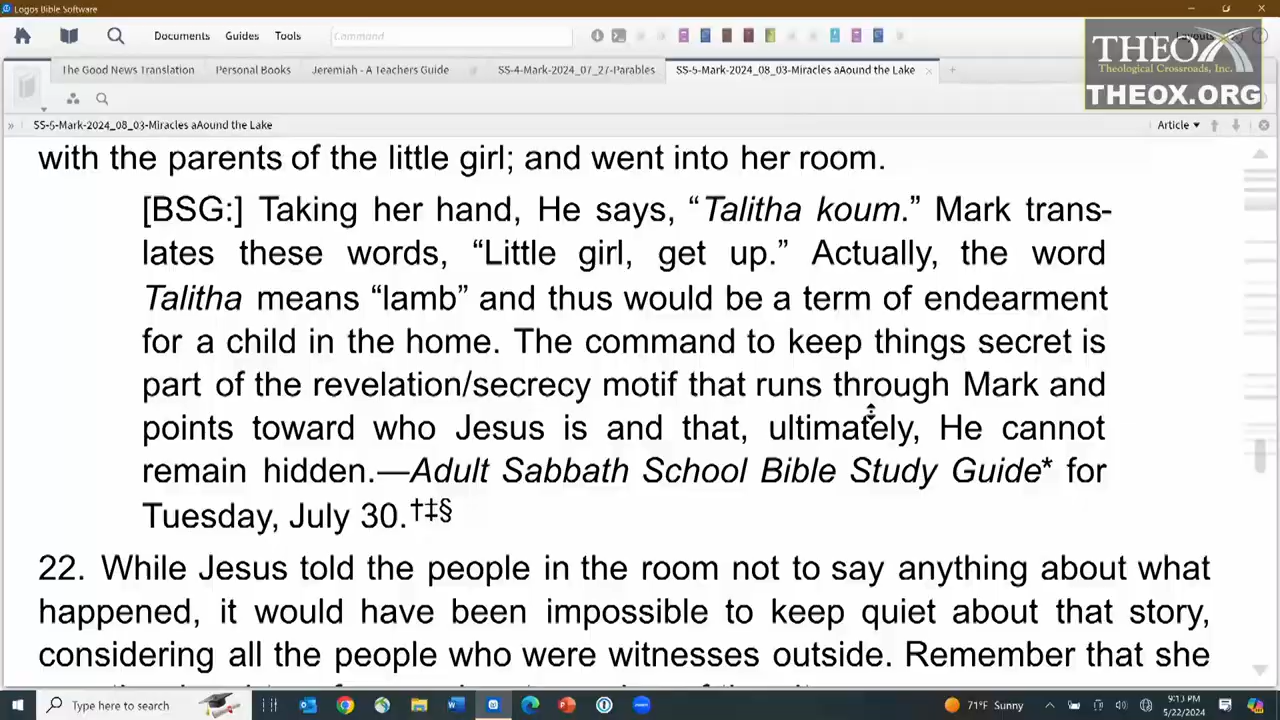 Logos Bible Software
Documents Guides Tools Command
THEOX
Theological Crossroads, Inc.
THEOX.ORG
The Good News Translation Personal Books Jeremiah - A Teachers Gui SS-4-Mark-2024_07_27-Parables SS-5-Mark-2024_08_03-Miracles aAound the Lake
SS-5-Mark-2024_08_03-Miracles aAound the Lake Article
with the parents of the little girl; and went into her room.
[BSG:] Taking her hand, He says, “Talitha koum.” Mark trans-
lates these words, “Little girl, get up.” Actually, the word
Talitha means “lamb” and thus would be a term of endearment
for a child in the home. The command to keep things secret is
part of the revelation/secrecy motif that runs through Mark and
points toward who Jesus is and that, ultimately, He cannot
remain hidden.—Adult Sabbath School Bible Study Guide* for
Tuesday, July 30.†‡§
22. While Jesus told the people in the room not to say anything about what
happened, it would have been impossible to keep quiet about that story,
considering all the people who were witnesses outside. Remember that she
Type here to search
71°F Sunny
9:13 PM
5/22/2024